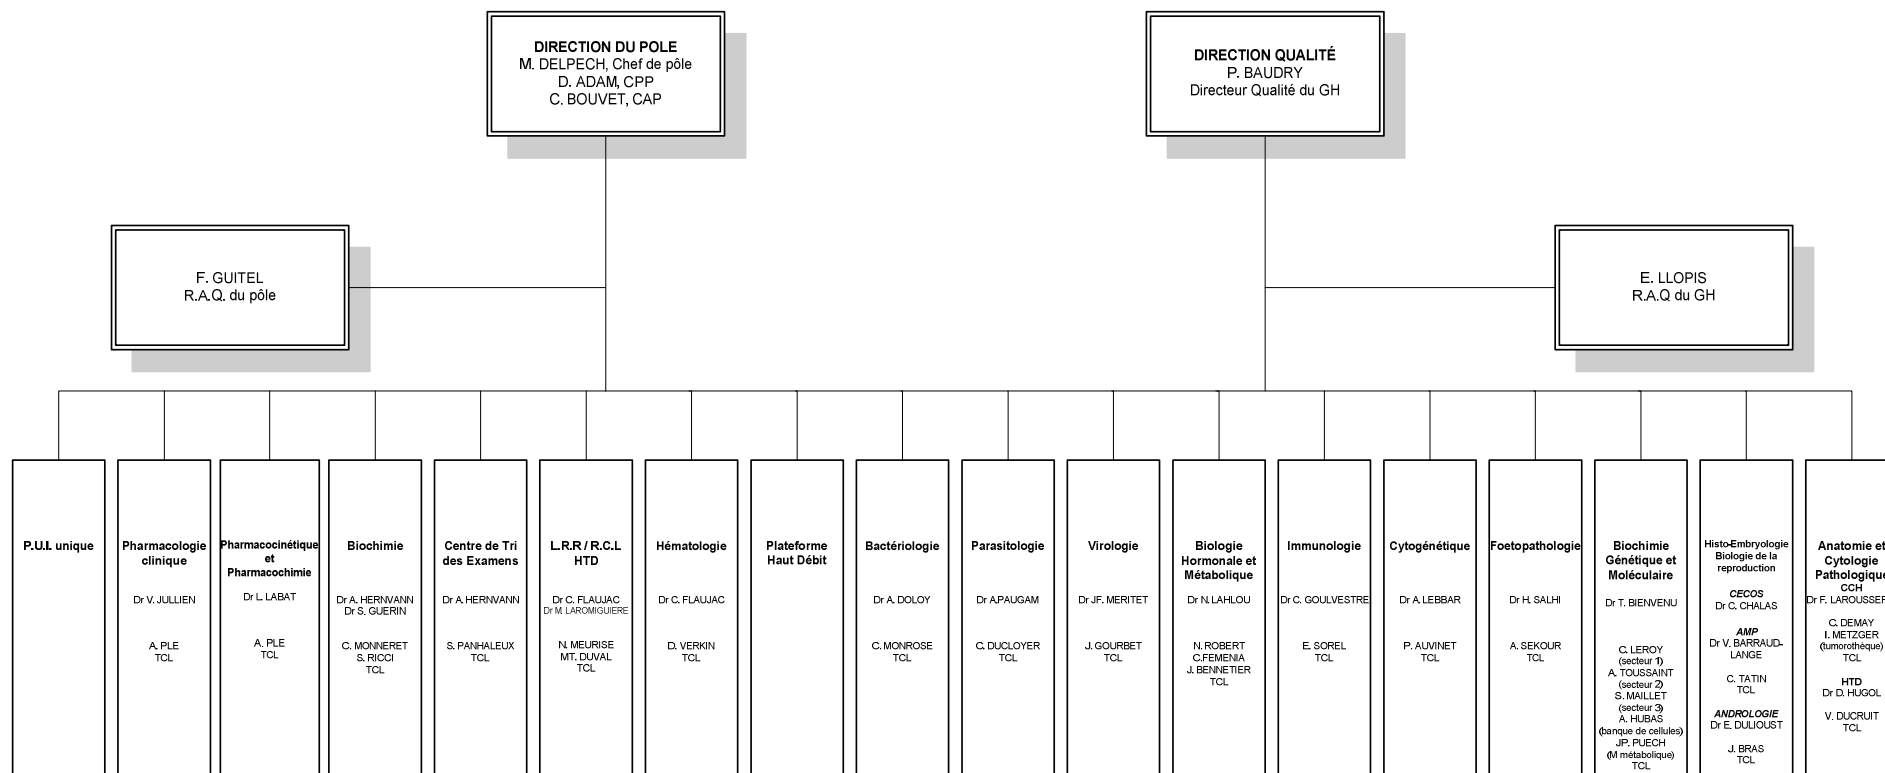 DIRECTION DU POLE
M. DELPECH, Chef de pôle
D. ADAM, CPP
C. BOUVET, CAP
DIRECTION QUALITÉ
P. BAUDRY
Directeur Qualité du GH
F. GUITEL
R.A.Q. du pôle
E. LLOPIS
R.A.Q du GH
P.U.I. unique
Pharmacologie
clinique
Dr V. JULLIEN
A. PLE
TCL
Pharmacocinétique
et
Pharmacochimie
Dr L. LABAT
A. PLE
TCL
Biochimie
Dr A. HERNVANN
Dr S. GUERIN
C. MONNERET
S. RICCI
TCL
Centre de Tri
des Examens
Dr A. HERNVANN
S. PANHALEUX
TCL
L.R.R / R.C.L
HTD
Dr C. FLAUJAC
Dr M. LAROMIGUIERE
N. MEURISE
MT. DUVAL
TCL
Hématologie
Dr C. FLAUJAC
D. VERKIN
TCL
Plateforme
Haut Débit
Bactériologie
Dr A. DOLOY
C. MONROSE
TCL
Parasitologie
Dr A.PAUGAM
C. DUCLOYER
TCL
Virologie
Dr JF. MERITET
J. GOURBET
TCL
Biologie
Hormonale et
Métabolique
Dr N. LAHLOU
N. ROBERT
C.FEMENIA
J. BENNETIER
TCL
Immunologie
Dr C. GOULVESTRE
E. SOREL
TCL
Cytogénétique
Dr A. LEBBAR
P. AUVINET
TCL
Foetopathologie
Dr H. SALHI
A. SEKOUR
TCL
Biochimie
Génétique et
Moléculaire
Dr T. BIENVENU
C. LEROY
(secteur 1)
A. TOUSSAINT
(secteur 2)
S. MAILLET
(secteur 3)
A. HUBAS
(banque de cellules)
JP. PUECH
(M métabolique)
TCL
Histo-Embryologie
Biologie de la
reproduction
CECOS
Dr C. CHALAS
AMP
Dr V. BARRAUD-
LANGE
C. TATIN
TCL
ANDROLOGIE
Dr E. DULIOUST
J. BRAS
TCL
Anatomie et
Cytologie
Pathologique
CCH
Dr F. LAROUSSERIE
C. DEMAY
I. METZGER
(tumorothèque)
TCL
HTD
Dr D. HUGOL
V. DUCRUIT
TCL